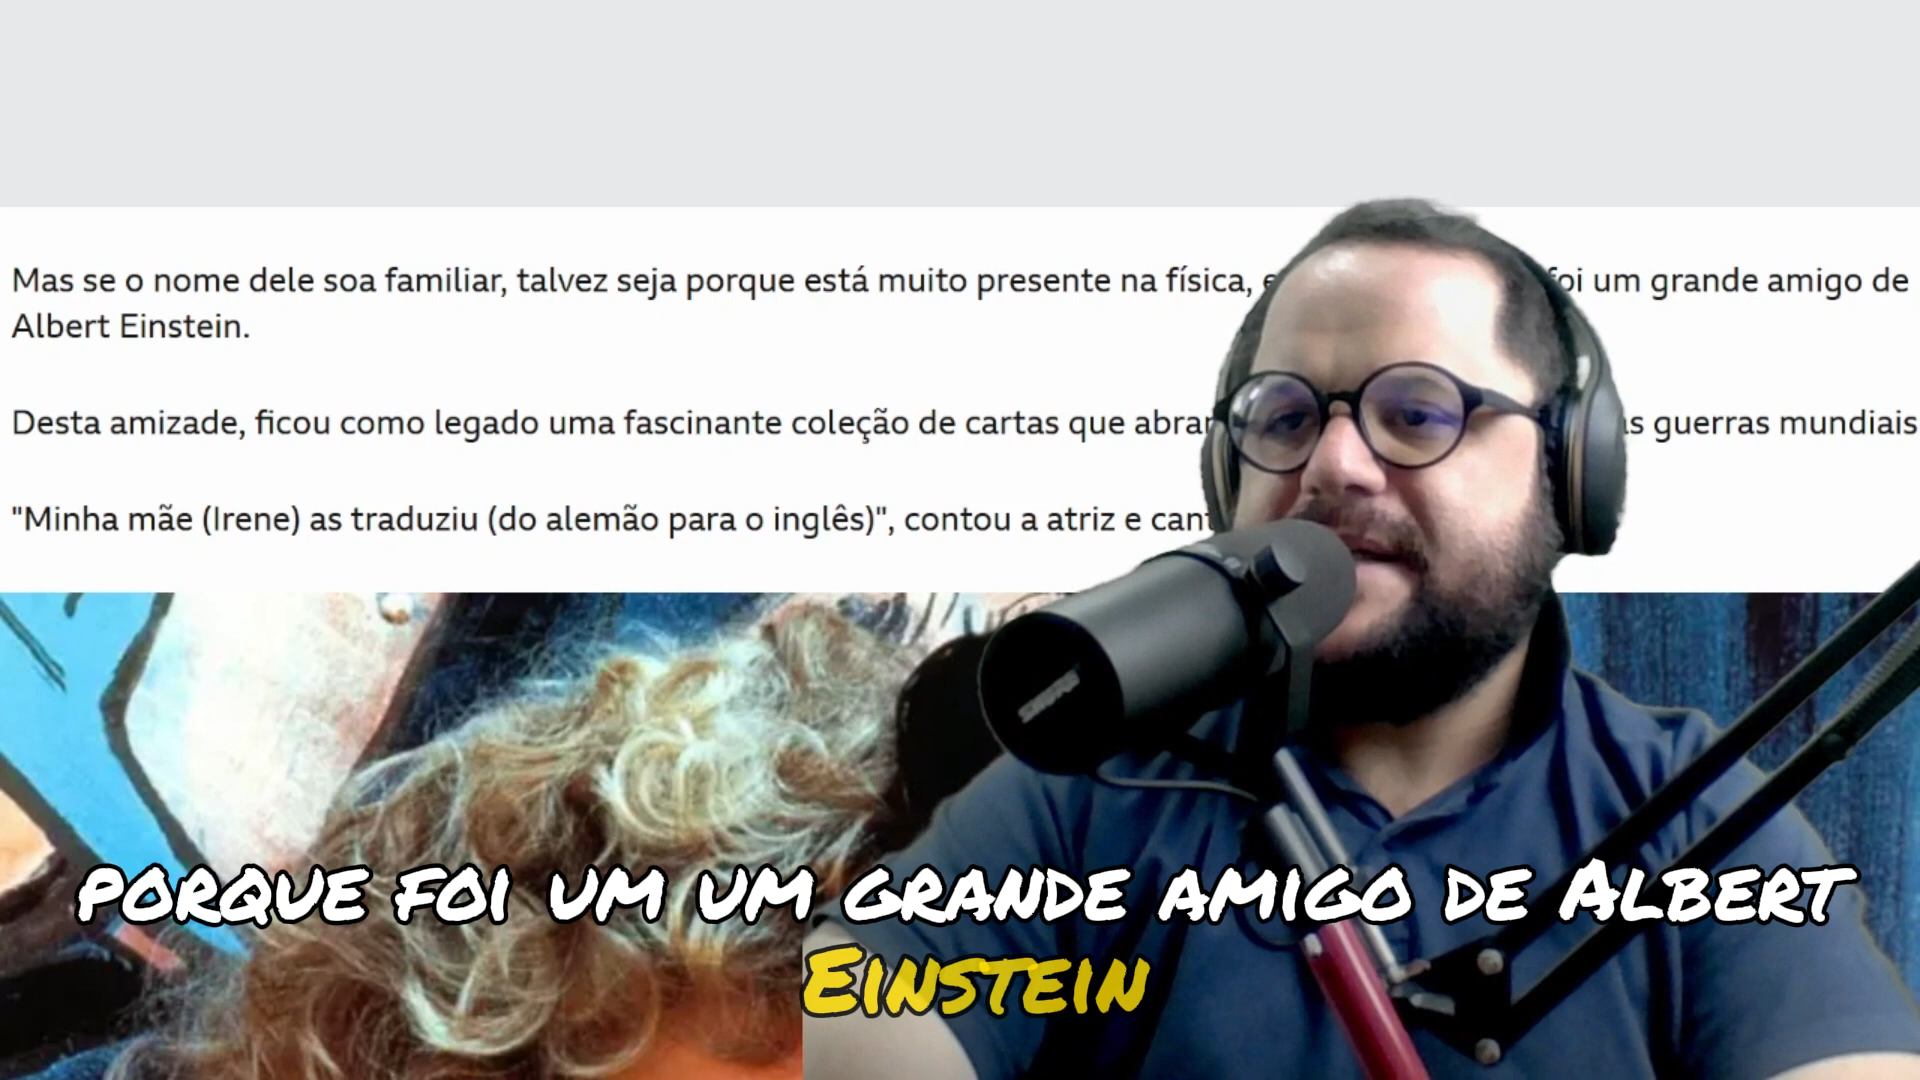 Mas se o nome dele soa familiar, talvez seja porque está muito presente na física, foi um grande amigo de
Albert Einstein.
Desta amizade, ficou como legado uma fascinante coleção de cartas que guerras mundiais
"Minha mãe (Irene) as traduziu (do alemão para o inglês)", contou a atriz e
porque foi um um grande amigo de Albert
Einstein